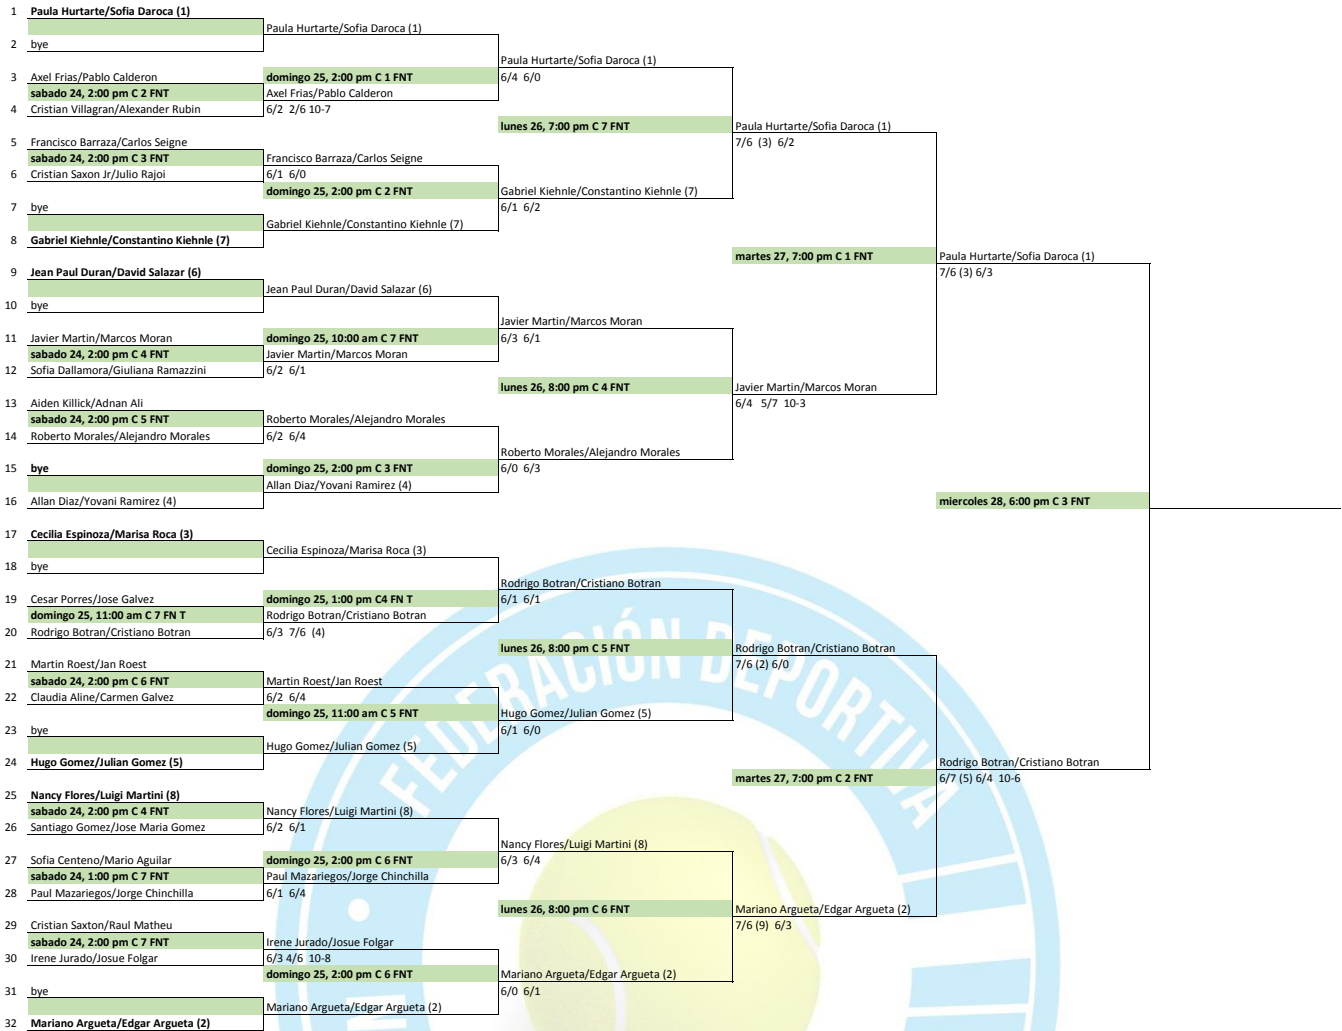 1 Paula Hurtarte/Sofia Daroca (1)
Paula Hurtarte/Sofia Daroca (1)
2 bye
Paula Hurtarte/Sofia Daroca (1)
3 Axel Frias/Pablo Calderon domingo 25, 2:00 pm C 1 FNT 6/4 6/0
sabado 24, 2:00 pm C 2 FNT Axel Frias/Pablo Calderon
4 Cristian Villagran/Alexander Rubin 6/2 2/6 10-7
lunes 26, 7:00 pm C 7 FNT Paula Hurtarte/Sofia Daroca (1)
5 Francisco Barraza/Carlos Seigne 7/6 (3) 6/2
sabado 24, 2:00 pm C 3 FNT Francisco Barraza/Carlos Seigne
6 Cristian Saxon Jr/Julio Rajoi 6/1 6/0
domingo 25, 2:00 pm C 2 FNT Gabriel Kiehnle/Constantino Kiehnle (7)
7 bye 6/1 6/2
Gabriel Kiehnle/Constantino Kiehnle (7)
8 Gabriel Kiehnle/Constantino Kiehnle (7)
martes 27, 7:00 pm C 1 FNT Paula Hurtarte/Sofia Daroca (1)
9 Jean Paul Duran/David Salazar (6) 7/6 (3) 6/3
Jean Paul Duran/David Salazar (6)
10 bye
Javier Martin/Marcos Moran
11 Javier Martin/Marcos Moran domingo 25, 10:00 am C 7 FNT 6/3 6/1
sabado 24, 2:00 pm C 4 FNT Javier Martin/Marcos Moran
12 Sofia Dallamora/Giuliana Ramazzini 6/2 6/1
lunes 26, 8:00 pm C 4 FNT Javier Martin/Marcos Moran
13 Aiden Killick/Adnan Ali 6/4 5/7 10-3
sabado 24, 2:00 pm C 5 FNT Roberto Morales/Alejandro Morales
14 Roberto Morales/Alejandro Morales 6/2 6/4
Roberto Morales/Alejandro Morales
15 bye domingo 25, 2:00 pm C 3 FNT 6/0 6/3
Allan Diaz/Yovani Ramirez (4)
16 Allan Diaz/Yovani Ramirez (4) miercoles 28, 6:00 pm C 3 FNT
17 Cecilia Espinoza/Marisa Roca (3)
Cecilia Espinoza/Marisa Roca (3)
18 bye
Rodrigo Botran/Cristiano Botran
19 Cesar Porres/Jose Galvez domingo 25, 1:00 pm C4 FN T 6/1 6/1
domingo 25, 11:00 am C 7 FN T Rodrigo Botran/Cristiano Botran
20 Rodrigo Botran/Cristiano Botran 6/3 7/6 (4)
lunes 26, 8:00 pm C 5 FNT Rodrigo Botran/Cristiano Botran
21 Martin Roest/Jan Roest 7/6 (2) 6/0
sabado 24, 2:00 pm C 6 FNT Martin Roest/Jan Roest
22 Claudia Aline/Carmen Galvez 6/2 6/4
domingo 25, 11:00 am C 5 FNT Hugo Gomez/Julian Gomez (5)
23 bye 6/1 6/0
Hugo Gomez/Julian Gomez (5)
24 Hugo Gomez/Julian Gomez (5) Rodrigo Botran/Cristiano Botran
martes 27, 7:00 pm C 2 FNT 6/7 (5) 6/4 10-6
25 Nancy Flores/Luigi Martini (8)
sabado 24, 2:00 pm C 4 FNT Nancy Flores/Luigi Martini (8)
26 Santiago Gomez/Jose Maria Gomez 6/2 6/1
Nancy Flores/Luigi Martini (8)
27 Sofia Centeno/Mario Aguilar domingo 25, 2:00 pm C 6 FNT 6/3 6/4
sabado 24, 1:00 pm C 7 FNT Paul Mazariegos/Jorge Chinchilla
28 Paul Mazariegos/Jorge Chinchilla 6/1 6/4
lunes 26, 8:00 pm C 6 FNT Mariano Argueta/Edgar Argueta (2)
29 Cristian Saxton/Raul Matheu 7/6 (9) 6/3
sabado 24, 2:00 pm C 7 FNT Irene Jurado/Josue Folgar
30 Irene Jurado/Josue Folgar 6/3 4/6 10-8
domingo 25, 2:00 pm C 6 FNT Mariano Argueta/Edgar Argueta (2)
31 bye 6/0 6/1
Mariano Argueta/Edgar Argueta (2)
32 Mariano Argueta/Edgar Argueta (2)
FEDERACIÓN DEPORTIVA